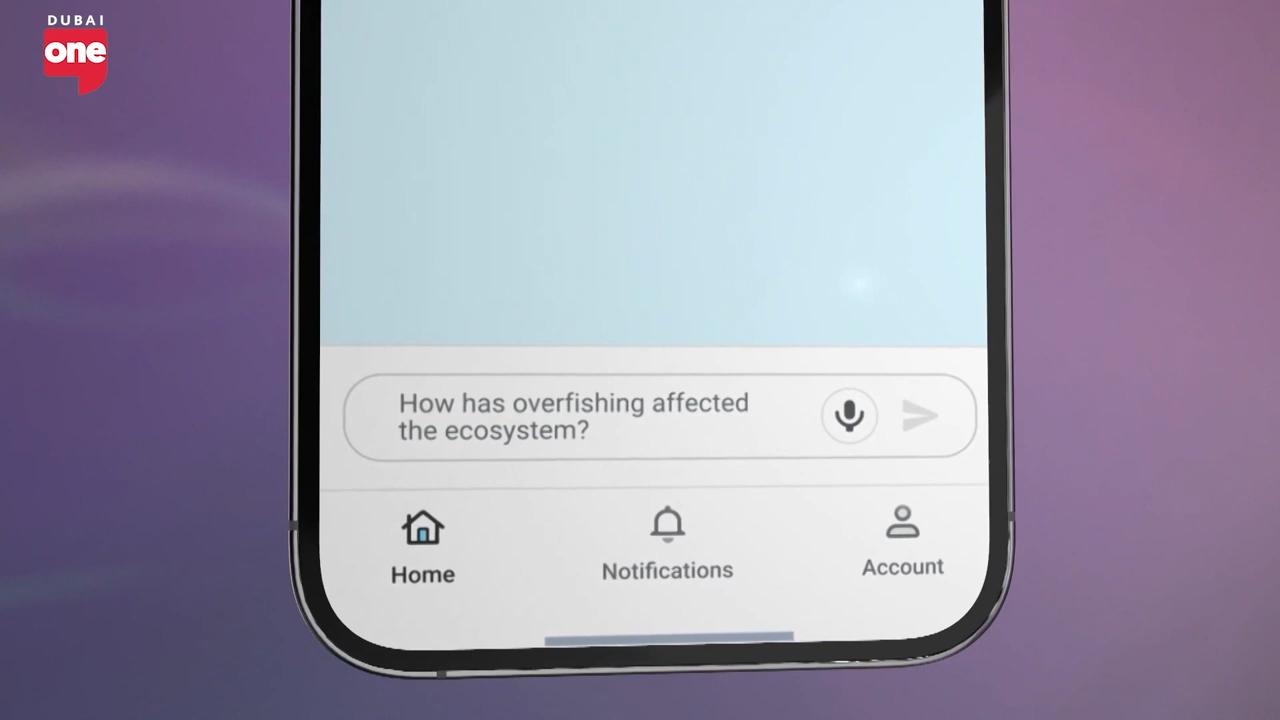 DUBAI
one
How has overfishing affected
the ecosystem?
Home
Notifications
Account